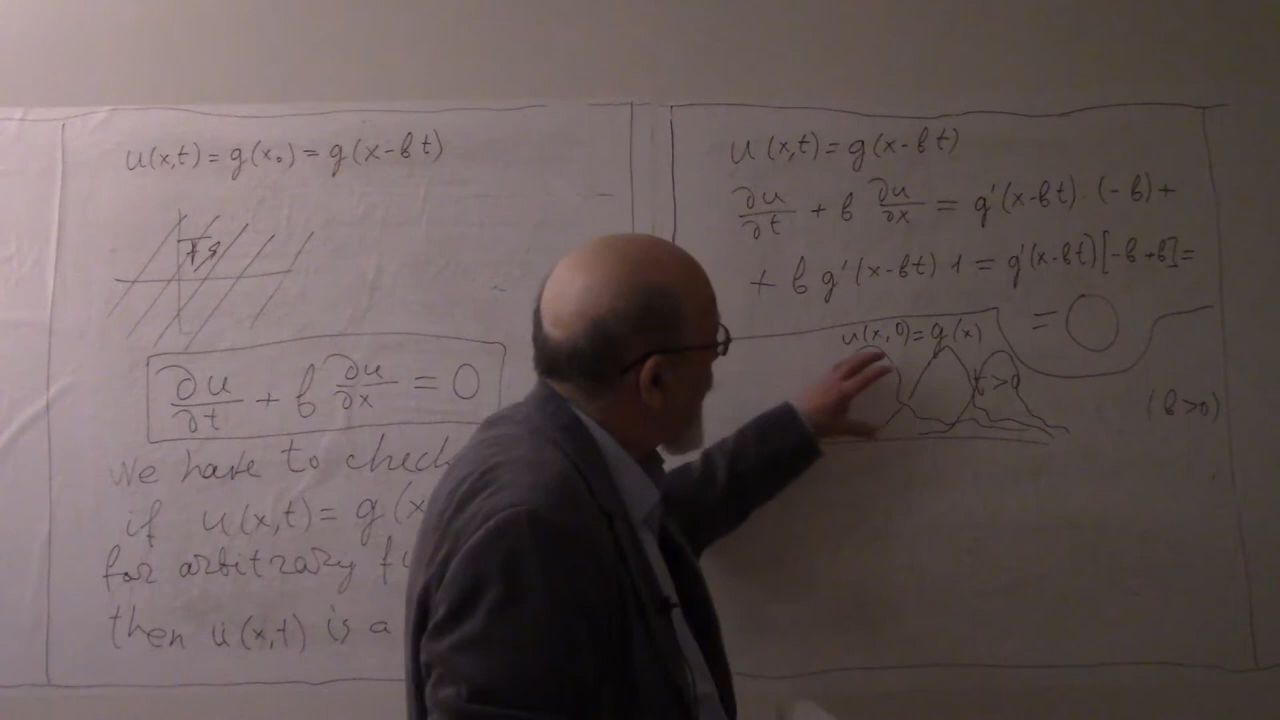 u(x,t) = g(x₀) = g(x-bt)
∂u/∂t + b ∂u/∂x = 0
We have to check
if u(x,t) = g(x
for arbitrary f
then u(x,t) is a
u(x,t) = g(x-bt)
∂u/∂t + b ∂u/∂x = g'(x-bt)·(-b) +
+ b g'(x-bt) 1 = g'(x-bt)[-b+b] =
= 0
u(x,0) = g(x)
t>0
(b>0)